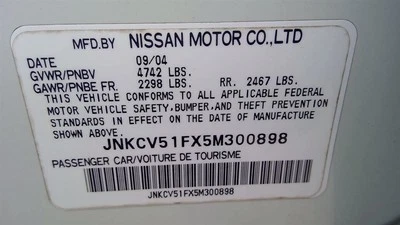 MFD.BY NISSAN MOTOR CO.,LTD
DATE 09/04
GVWR/PNBV 4742 LBS.
GAWR/PNBE FR. 2298 LBS. RR. 2467 LBS.
THIS VEHICLE CONFORMS TO ALL APPLICABLE FEDERAL
MOTOR VEHICLE SAFETY,BUMPER,AND THEFT PREVENTION
STANDARDS IN EFFECT ON THE DATE OF MANUFACTURE
SHOWN ABOVE.
JNKCV51FX5M300898
PASSENGER CAR/VOITURE DE TOURISME
JNKCV51FX5M300898